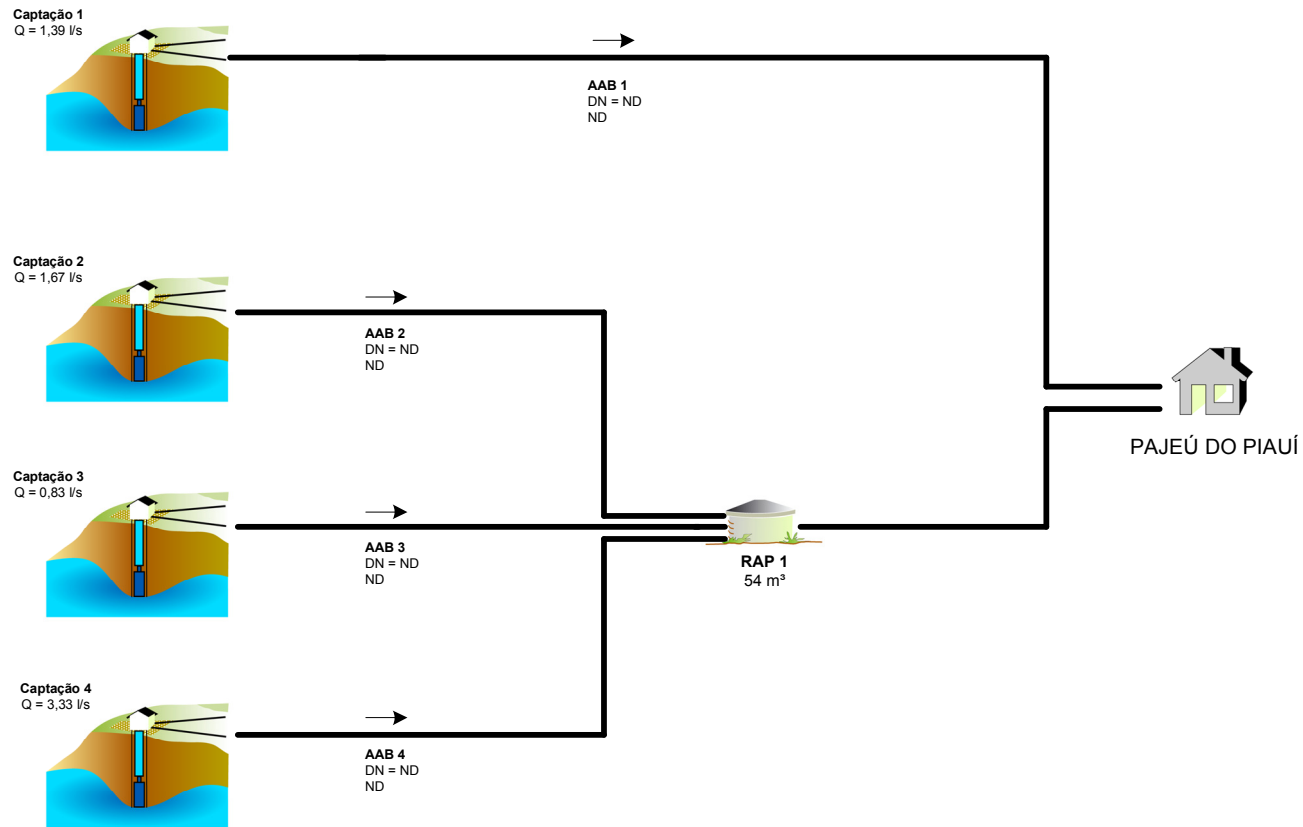 Captação 1
Q = 1,39 l/s
AAB 1
DN = ND
ND
Captação 2
Q = 1,67 l/s
AAB 2
DN = ND
ND
PAJEÚ DO PIAUÍ
Captação 3
Q = 0,83 l/s
AAB 3
DN = ND
ND
RAP 1
54 m³
Captação 4
Q = 3,33 l/s
AAB 4
DN = ND
ND